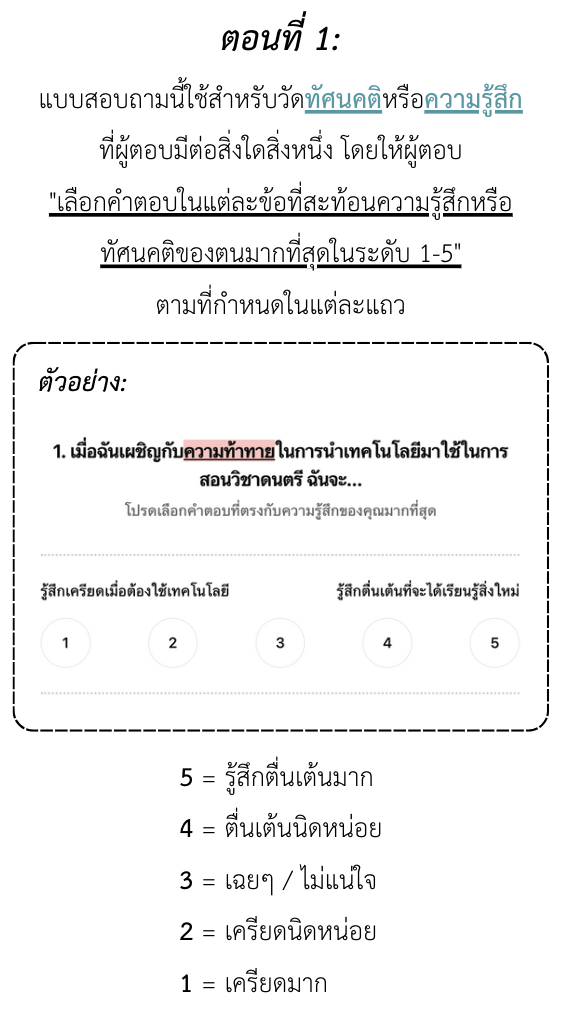 ตอนที่ 1:
แบบสอบถามนี้ใช้สำหรับวัดทัศนคติหรือความรู้สึก
ที่ผู้ตอบมีต่อสิ่งใดสิ่งหนึ่ง โดยให้ผู้ตอบ
"เลือกคำตอบในแต่ละข้อที่สะท้อนความรู้สึกหรือ
ทัศนคติของตนมากที่สุดในระดับ 1-5"
ตามที่กำหนดในแต่ละแถว
ตัวอย่าง:
1. เมื่อฉันเผชิญกับความท้าทายในการนำเทคโนโลยีมาใช้ในการ
สอนวิชาดนตรี ฉันจะ...
โปรดเลือกคำตอบที่ตรงกับความรู้สึกของคุณมากที่สุด
รู้สึกเครียดเมื่อต้องใช้เทคโนโลยี รู้สึกตื่นเต้นที่จะได้เรียนรู้สิ่งใหม่
1 2 3 4 5
5 = รู้สึกตื่นเต้นมาก
4 = ตื่นเต้นนิดหน่อย
3 = เฉยๆ / ไม่แน่ใจ
2 = เครียดนิดหน่อย
1 = เครียดมาก